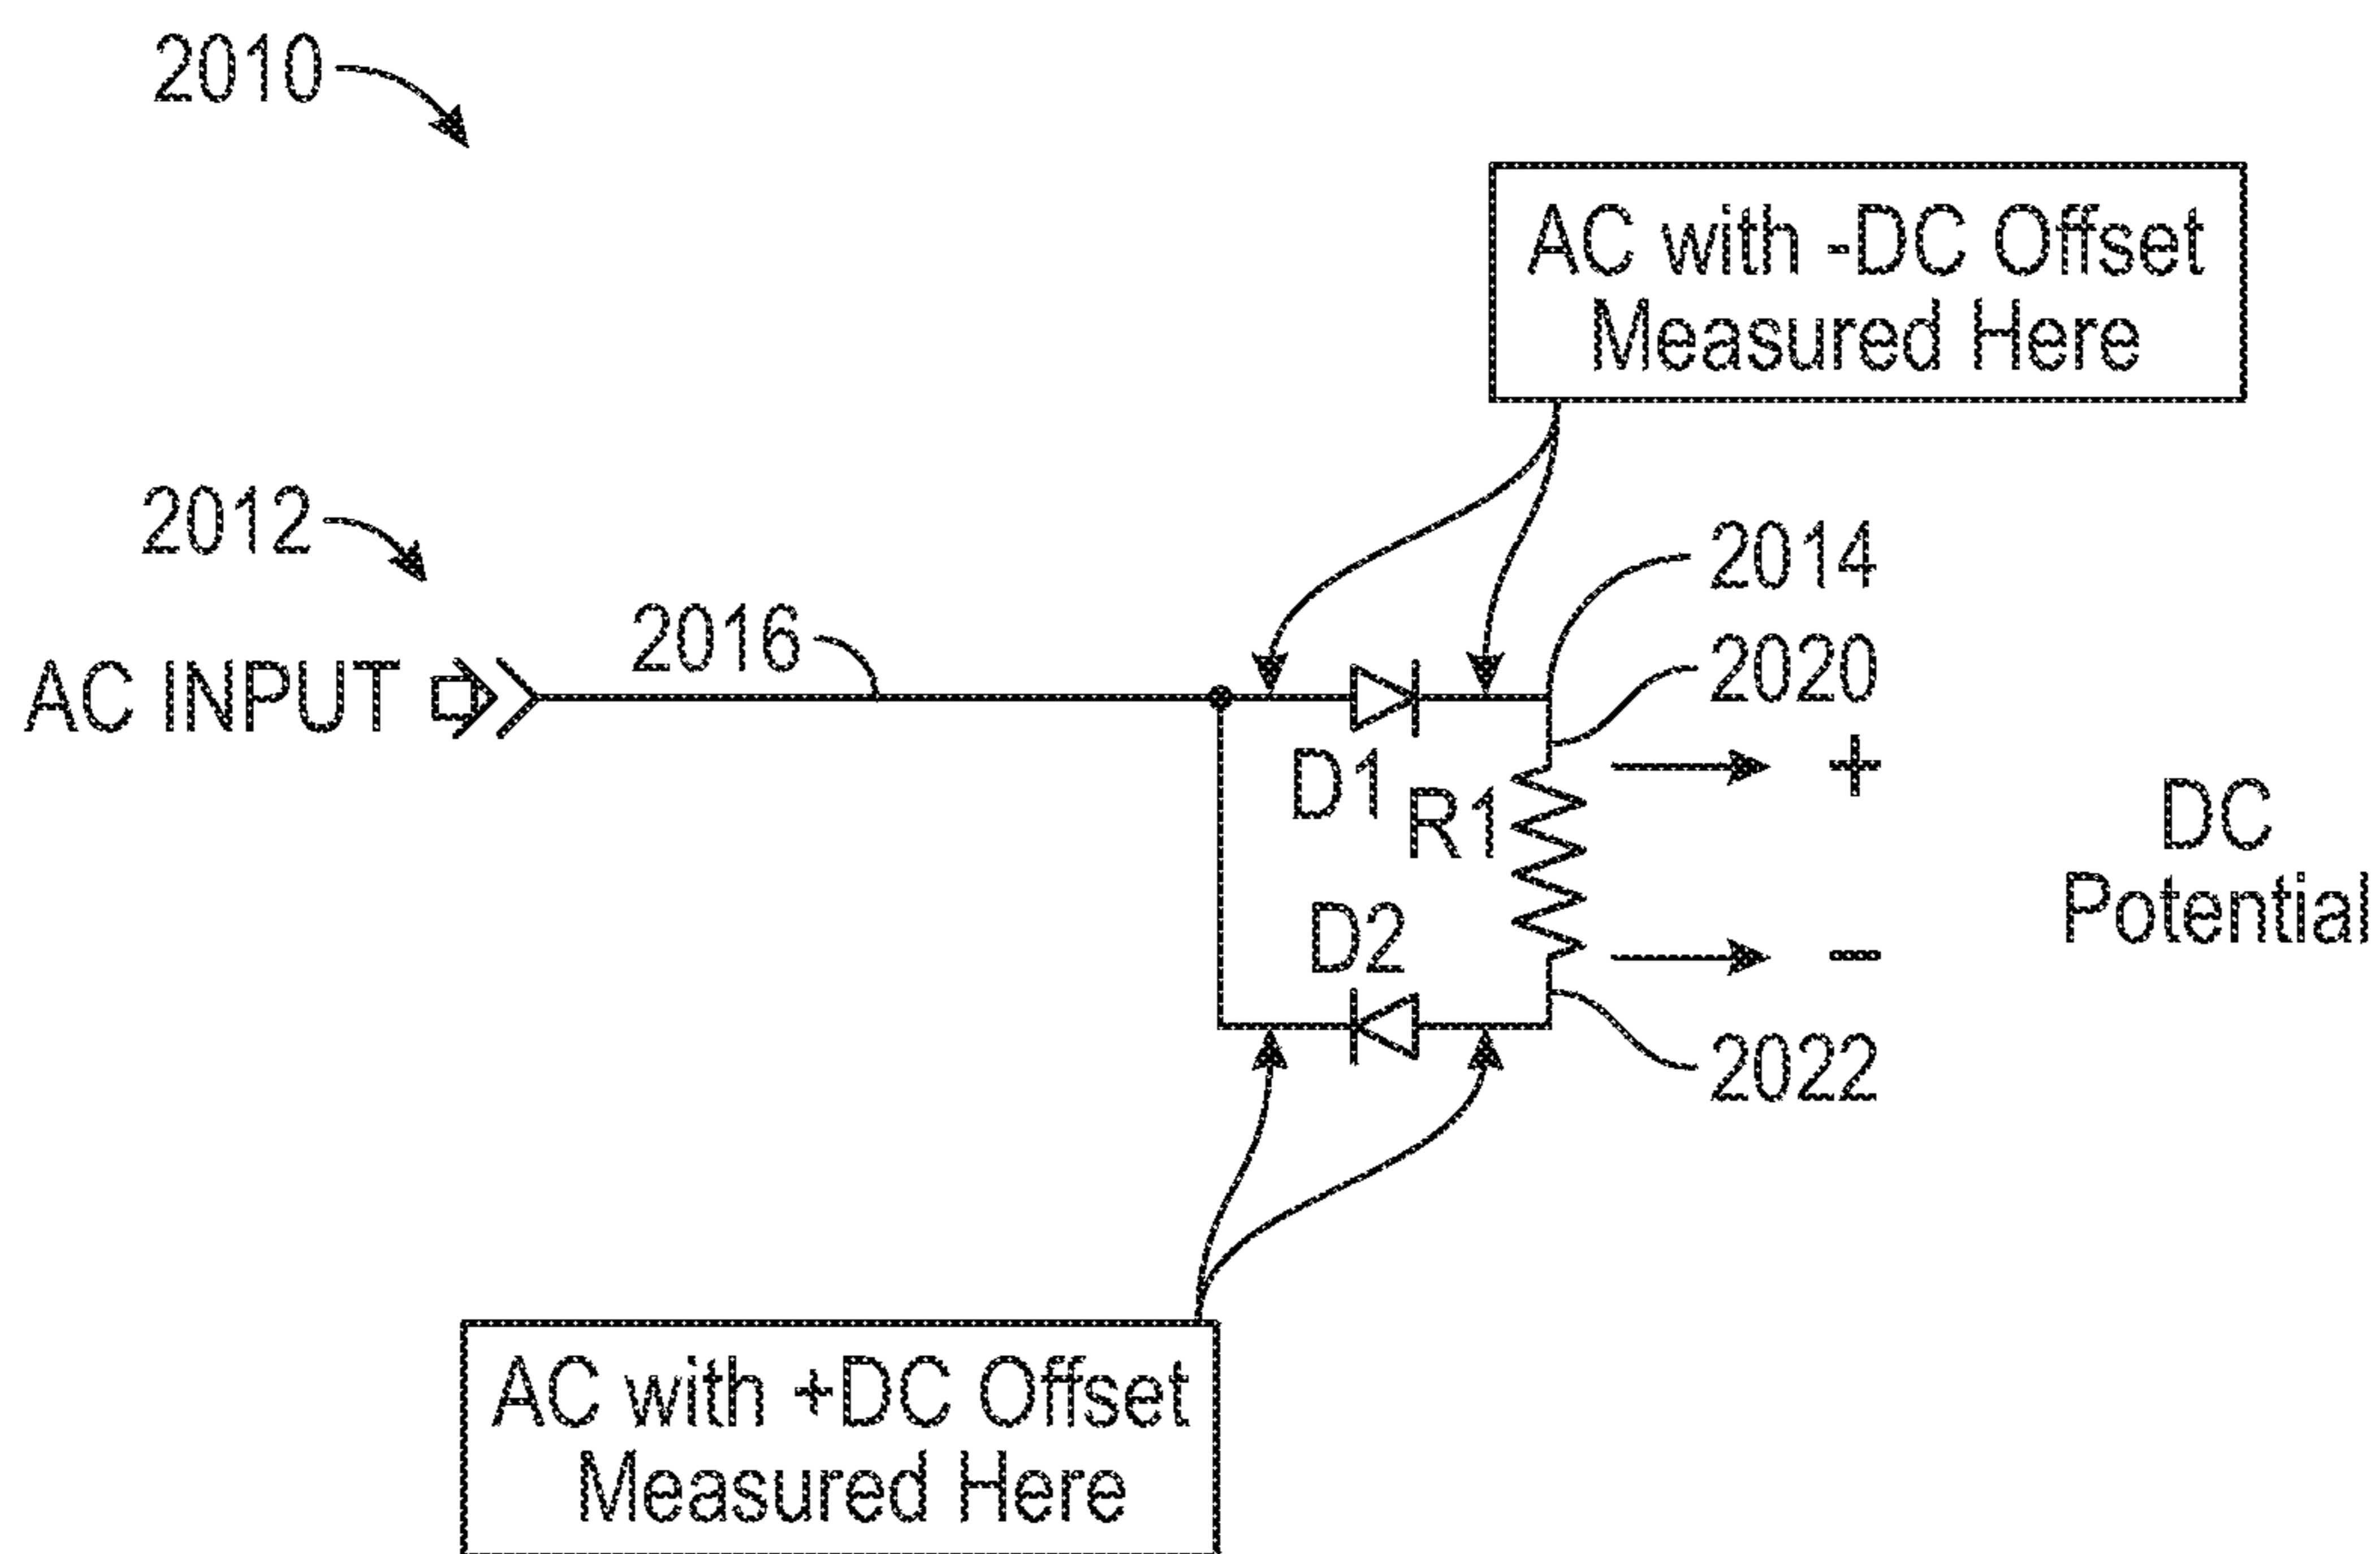 2010
AC with -DC Offset
Measured Here
2012
2014
2016
2020
AC INPUT
+
D1
R1
DC
Potential
D2
−
2022
AC with +DC Offset
Measured Here